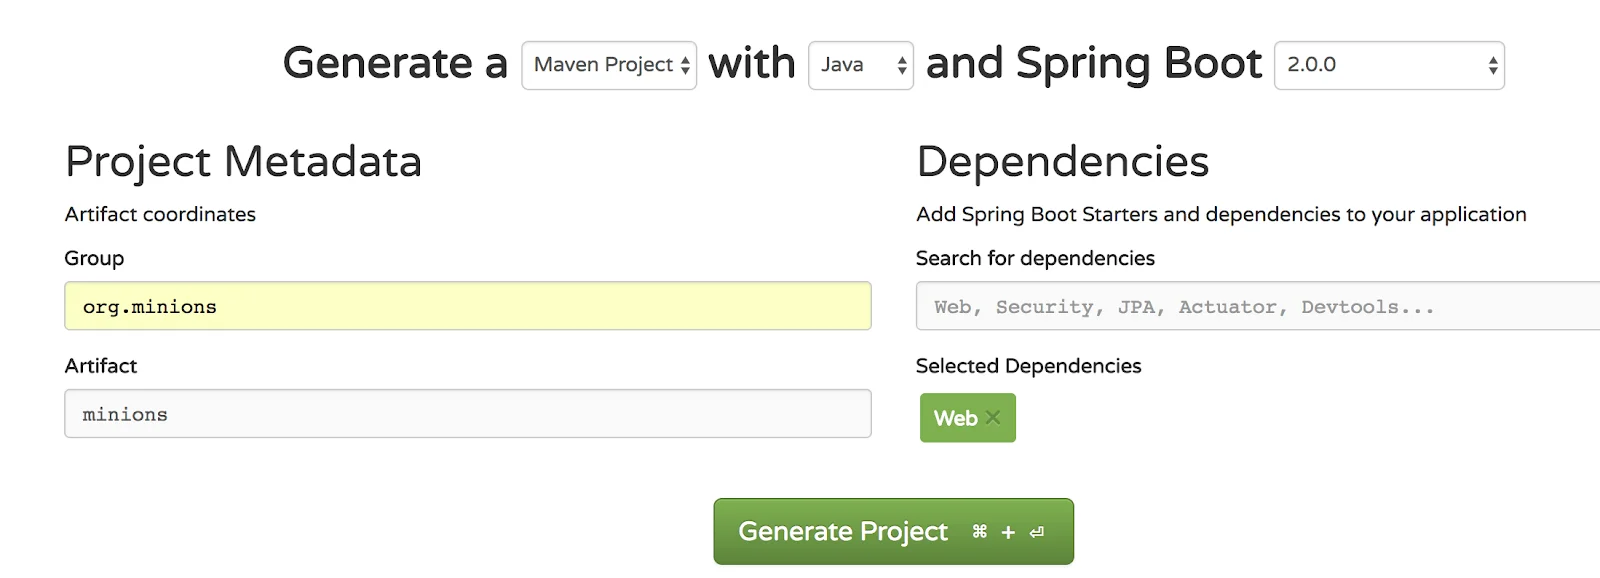 Generate a Maven Project with Java and Spring Boot 2.0.0
Project Metadata
Artifact coordinates
Group
org.minions
Artifact
minions
Dependencies
Add Spring Boot Starters and dependencies to your application
Search for dependencies
Web, Security, JPA, Actuator, Devtools...
Selected Dependencies
Web ×
Generate Project ⌘ + ⏎